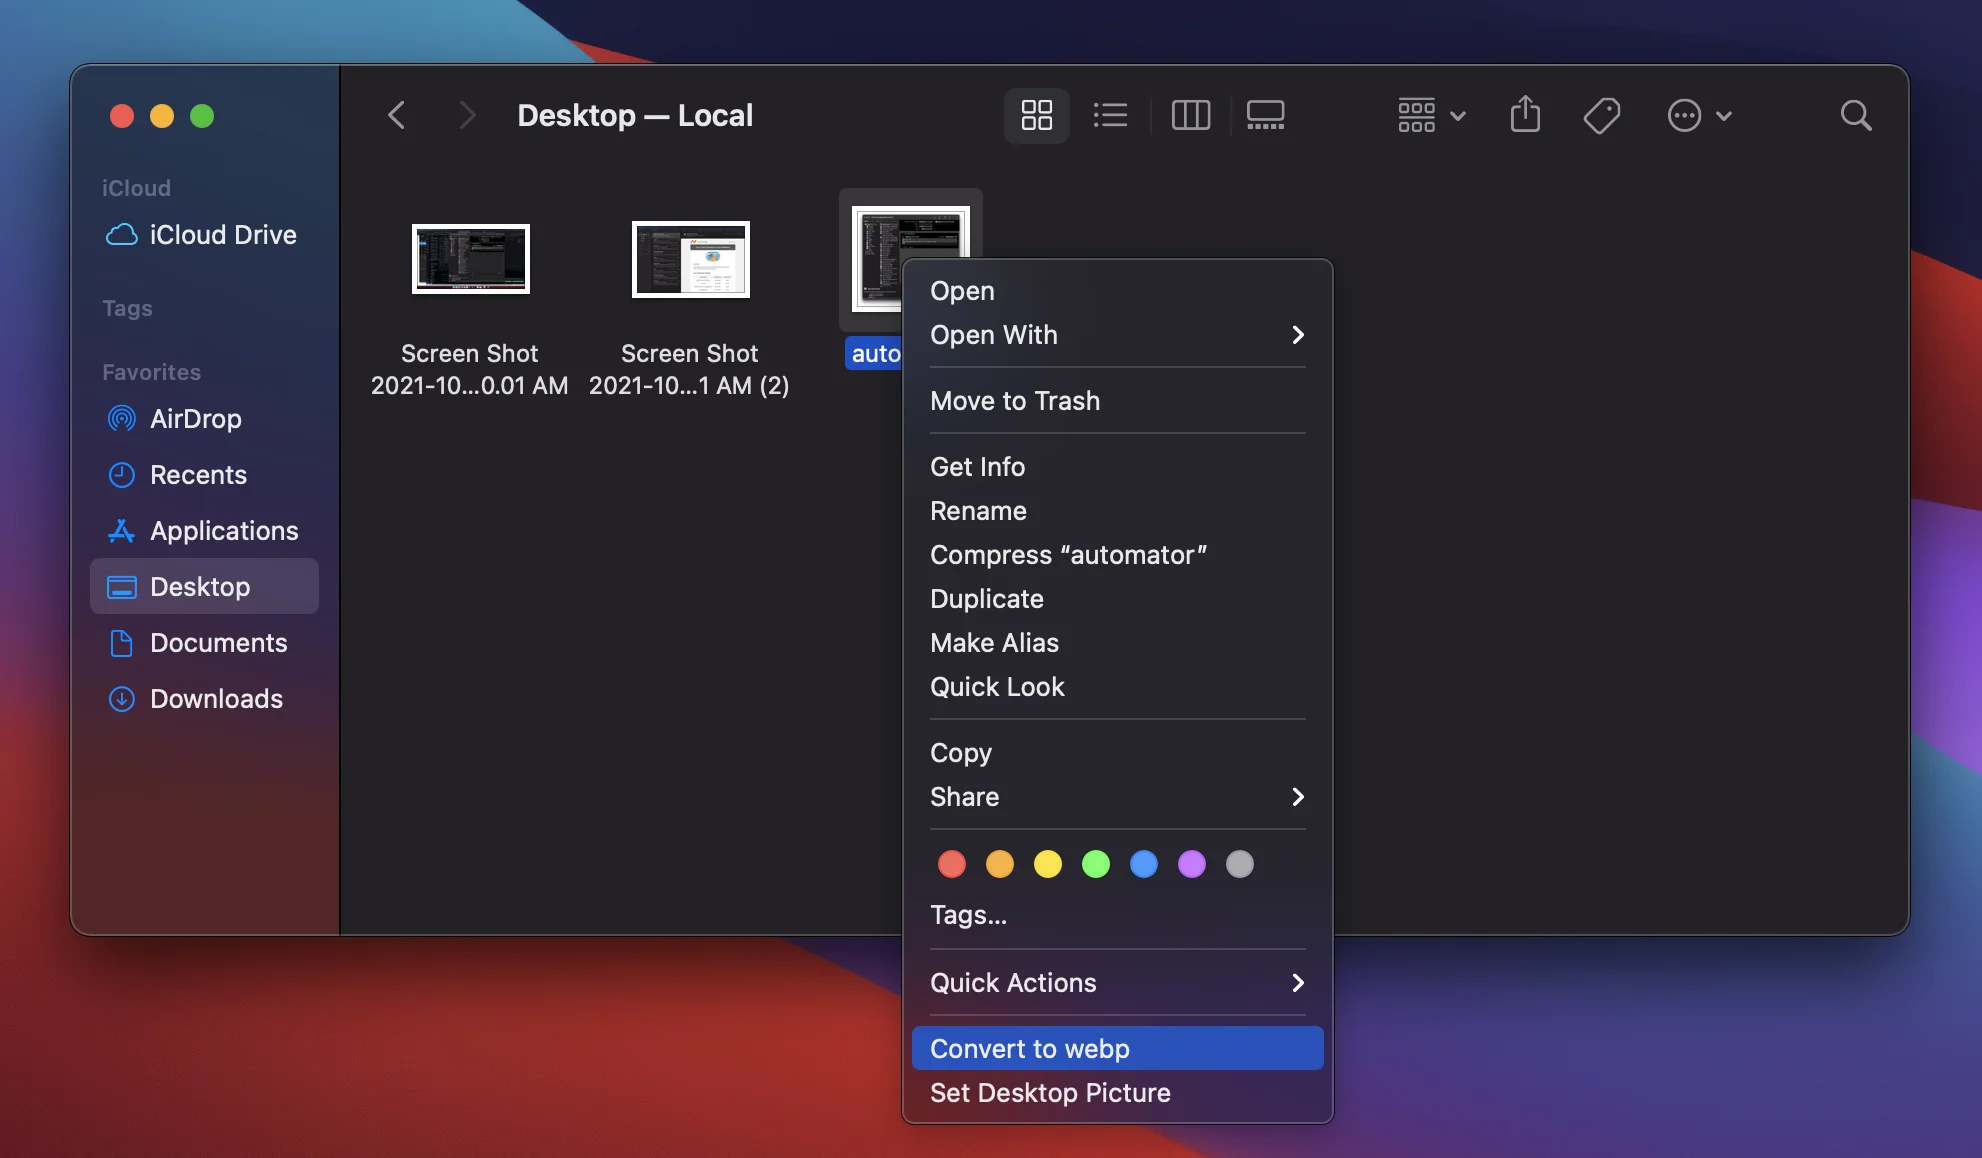 Desktop — Local
iCloud
iCloud Drive
Tags
Favorites
AirDrop
Recents
Applications
Desktop
Documents
Downloads
Screen Shot
2021-10...0.01 AM
Screen Shot
2021-10...1 AM (2)
auto
Open
Open With
Move to Trash
Get Info
Rename
Compress “automator”
Duplicate
Make Alias
Quick Look
Copy
Share
Tags...
Quick Actions
Convert to webp
Set Desktop Picture